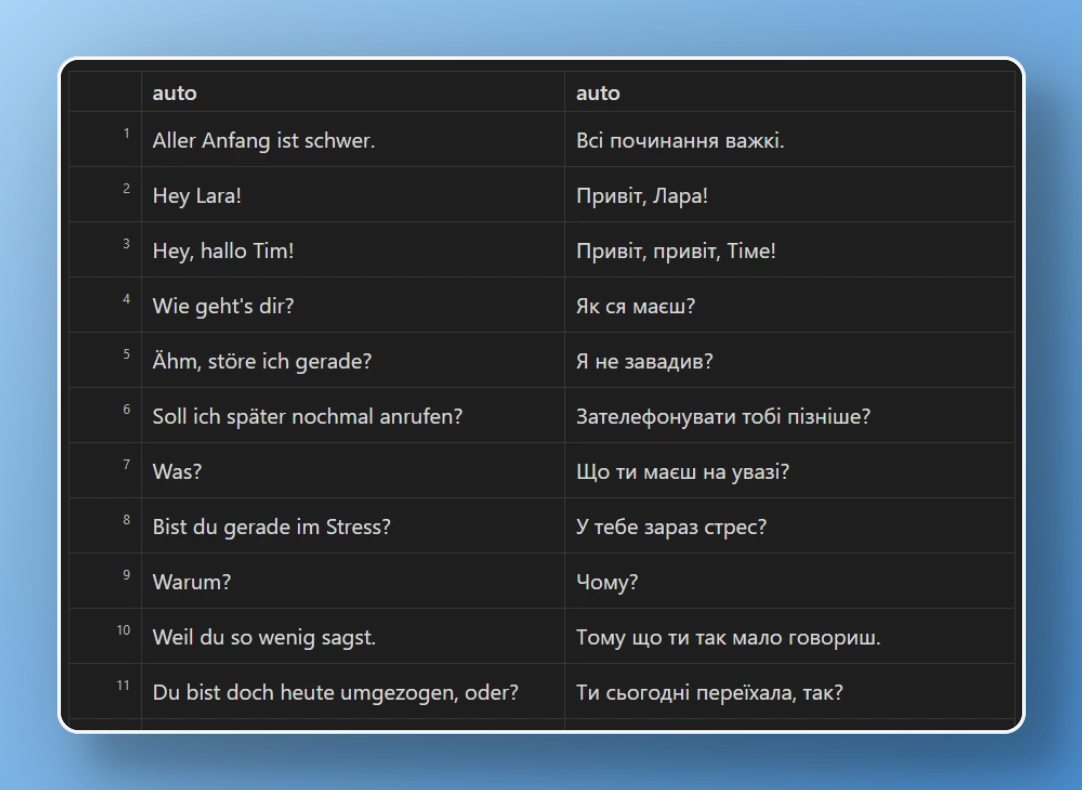 auto auto
1 Aller Anfang ist schwer. Всі починання важкі.
2 Hey Lara! Привіт, Лара!
3 Hey, hallo Tim! Привіт, привіт, Тіме!
4 Wie geht's dir? Як ся маєш?
5 Ähm, störe ich gerade? Я не завадив?
6 Soll ich später nochmal anrufen? Зателефонувати тобі пізніше?
7 Was? Що ти маєш на увазі?
8 Bist du gerade im Stress? У тебе зараз стрес?
9 Warum? Чому?
10 Weil du so wenig sagst. Тому що ти так мало говориш.
11 Du bist doch heute umgezogen, oder? Ти сьогодні переїхала, так?